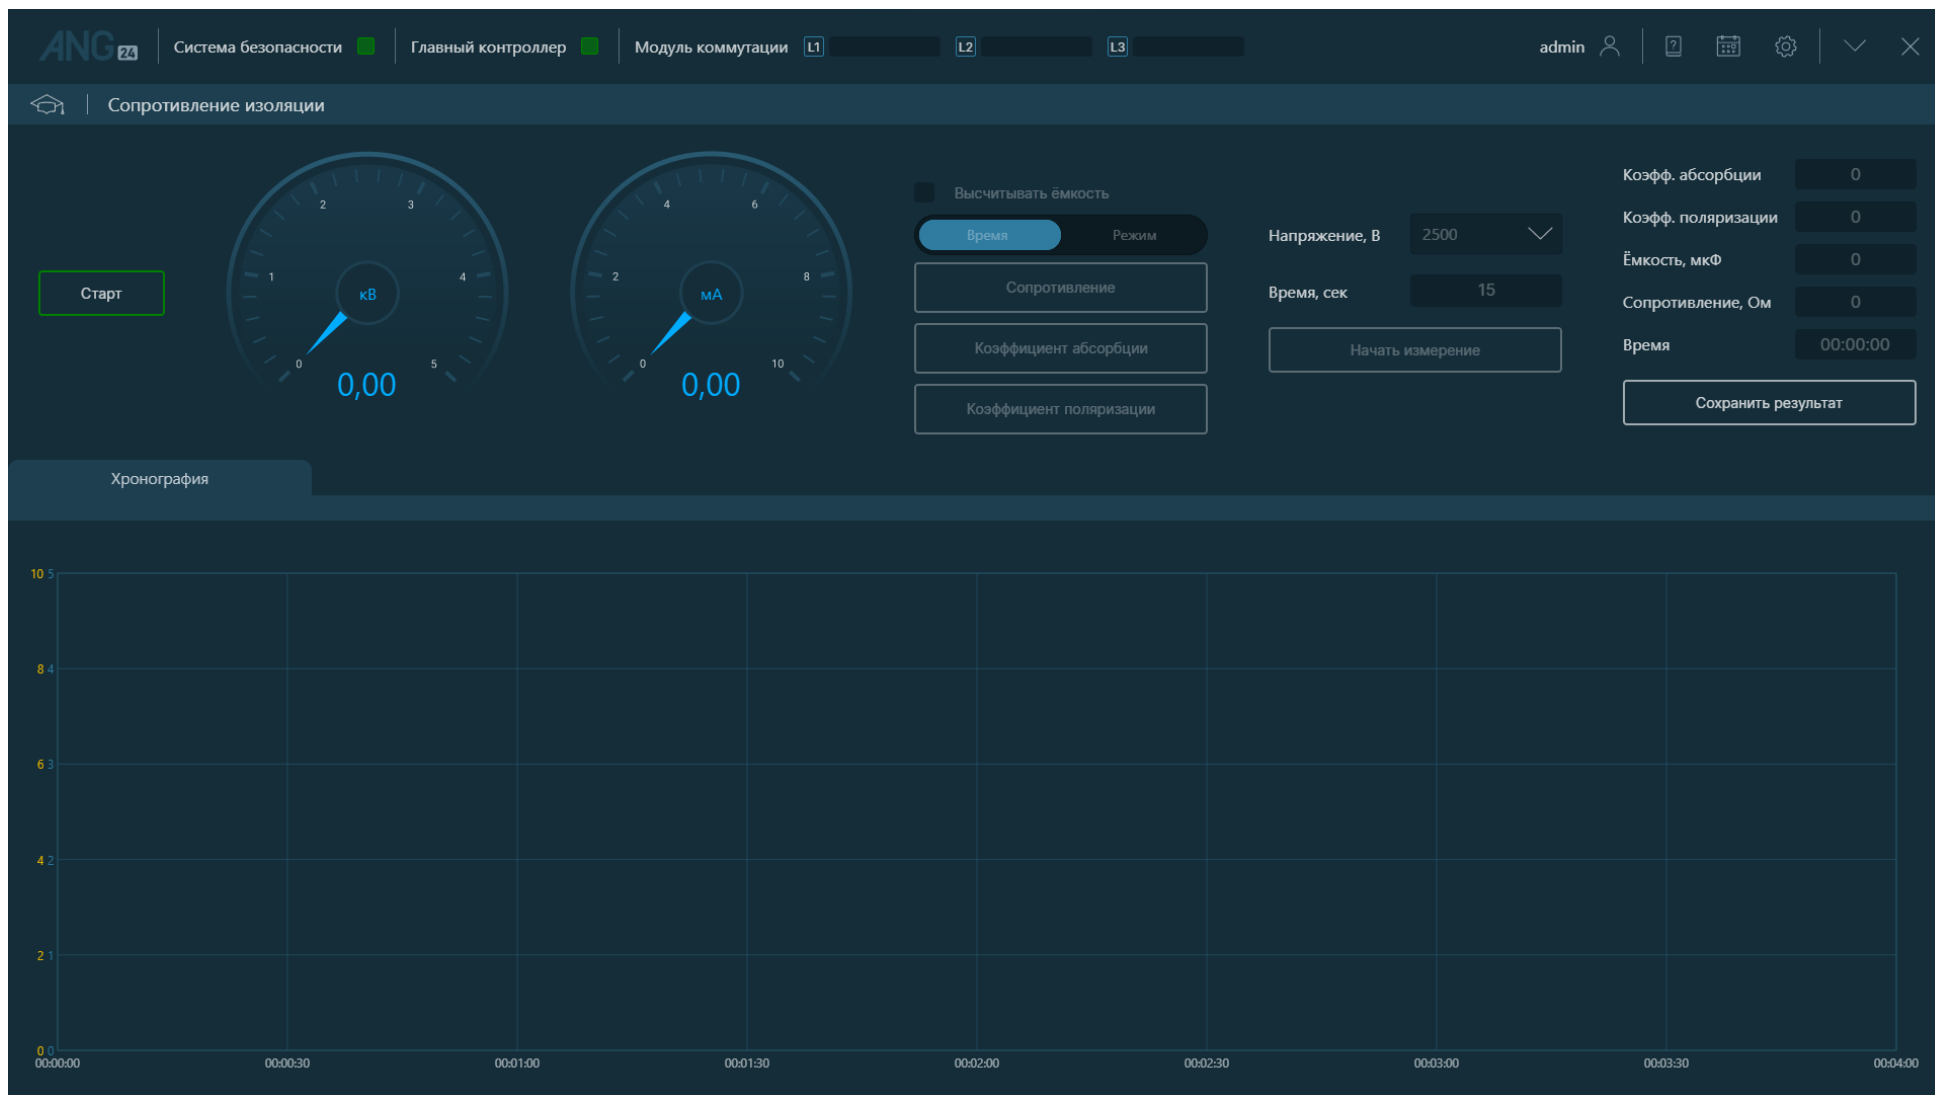 ANG 24 Система безопасности Главный контроллер Модуль коммутации L1 L2 L3 admin
Сопротивление изоляции
Старт
0 1 2 3 4 5
кВ
0,00
0 2 4 6 8 10
мА
0,00
Высчитывать ёмкость
Время Режим
Сопротивление
Коэффициент абсорбции
Коэффициент поляризации
Напряжение, В 2500
Время, сек 15
Начать измерение
Коэфф. абсорбции 0
Коэфф. поляризации 0
Ёмкость, мкФ 0
Сопротивление, Ом 0
Время 00:00:00
Сохранить результат
Хронография
10 5
8 4
6 3
4 2
2 1
0 0
00:00:00 00:00:30 00:01:00 00:01:30 00:02:00 00:02:30 00:03:00 00:03:30 00:04:00